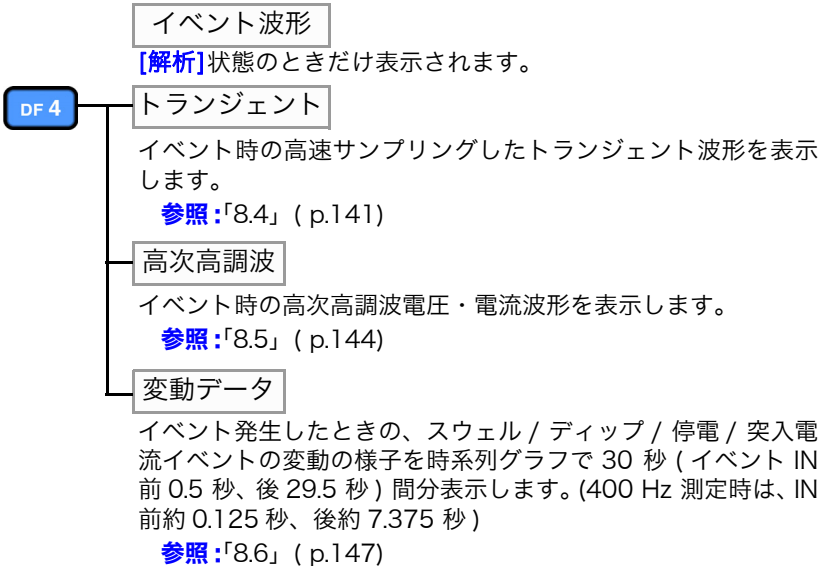 イベント波形
[解析]状態のときだけ表示されます。
DF 4
トランジェント
イベント時の高速サンプリングしたトランジェント波形を表示
します。
参照:「8.4」( p.141)
高次高調波
イベント時の高次高調波電圧・電流波形を表示します。
参照:「8.5」( p.144)
変動データ
イベント発生したときの、スウェル / ディップ / 停電 / 突入電
流イベントの変動の様子を時系列グラフで 30 秒 ( イベント IN
前 0.5 秒、後 29.5 秒 ) 間分表示します。(400 Hz 測定時は、IN
前約 0.125 秒、後約 7.375 秒 )
参照:「8.6」( p.147)